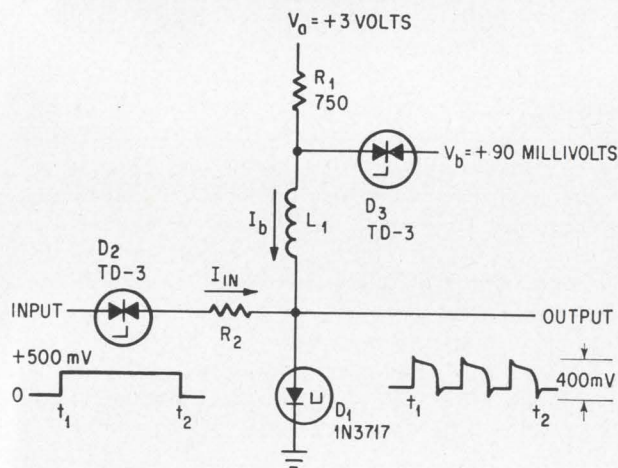 Va = +3 VOLTS
R1
750
Vb = +90 MILLIVOLTS
D3
TD-3
Ib
L1
D2
TD-3
IIN
INPUT
R2
OUTPUT
+500 mV
0
t1
t2
D1
1N3717
400mV
t1
t2